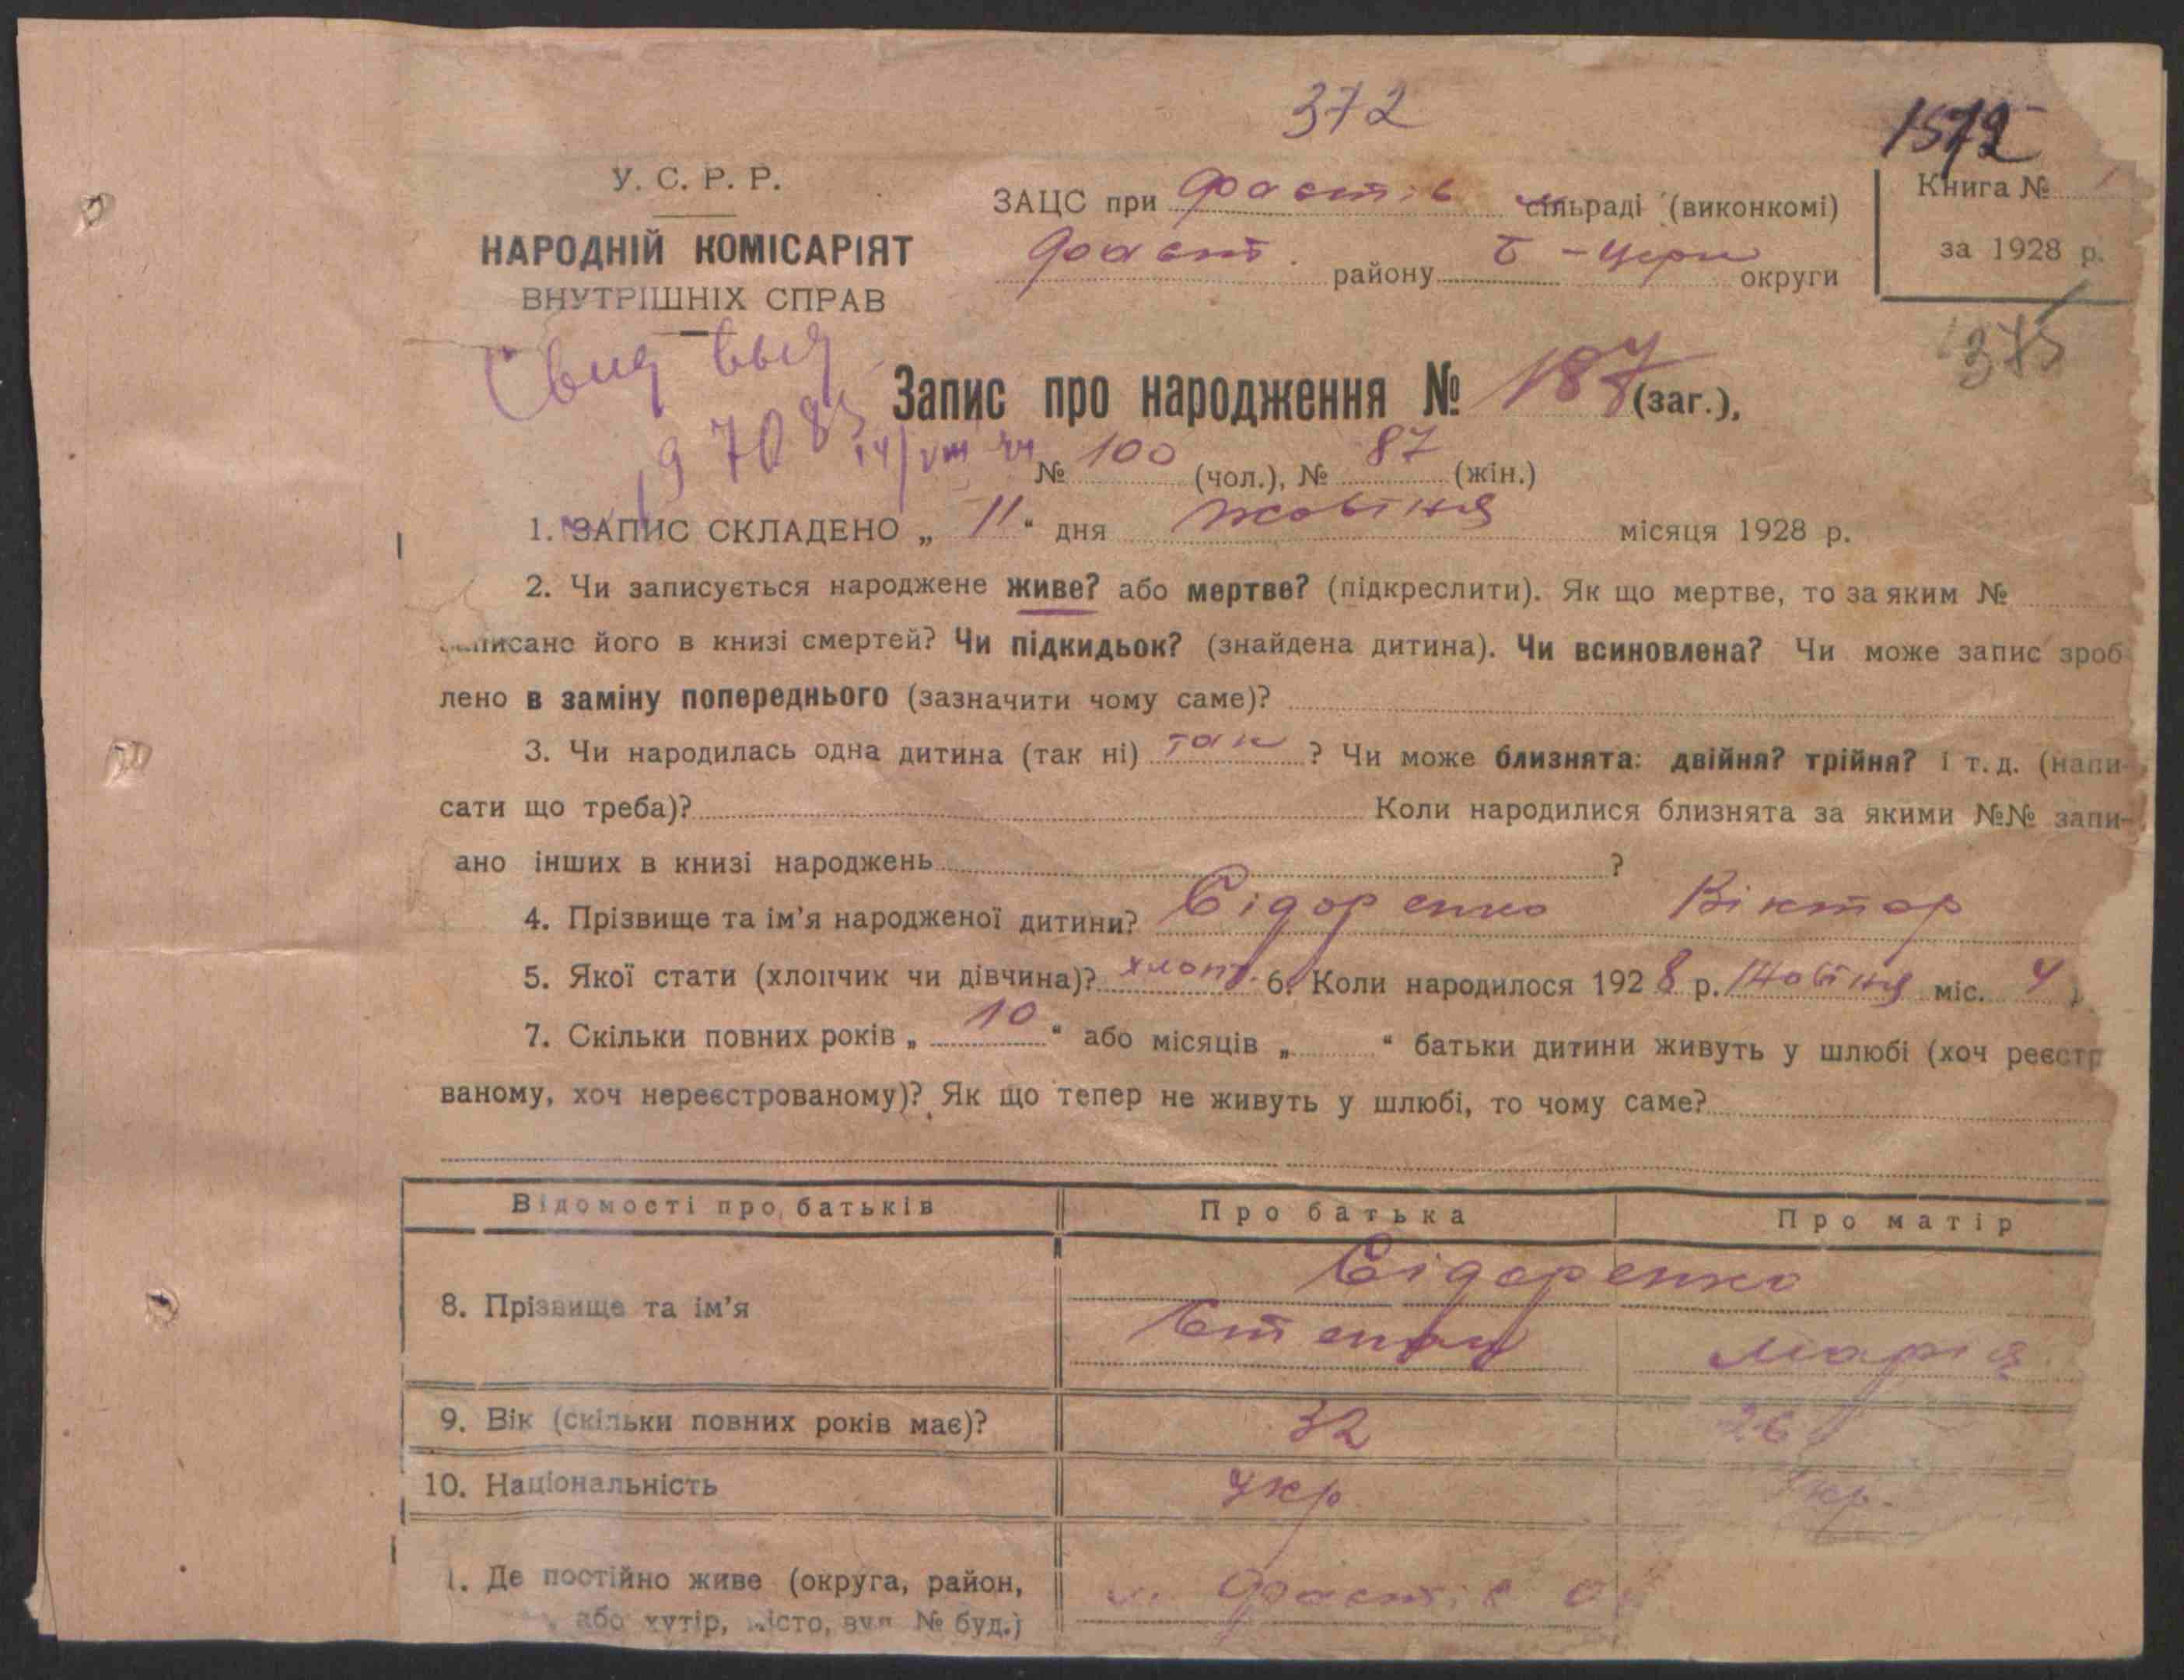 372
1572
У. С. Р. Р.
НАРОДНІЙ КОМІСАРІЯТ
ВНУТРІШНІХ СПРАВ
ЗАЦС при Фастів сільраді (виконкомі)
Фаст. району Б-Церк округи
Книга № 1
за 1928 р.
375
Свид выд
Запис про народження № 187 (заг.),
№ 100 (чол.), № 87 (жін.)
1. ЗАПИС СКЛАДЕНО „ 11 “ дня жовтня місяця 1928 р.
2. Чи записується народжене живе? або мертве? (підкреслити). Як що мертве, то за яким №
писано його в книзі смертей? Чи підкидьок? (знайдена дитина). Чи всиновлена? Чи може запис зроб
лено в заміну попереднього (зазначити чому саме)?
3. Чи народилась одна дитина (так ні) так ? Чи може близнята: двійня? трійня? і т. д. (напи-
сати що треба)? Коли народилися близнята за якими №№ запи-
ано інших в книзі народжень ?
4. Прізвище та ім’я народженої дитини? Сідоренко Віктор
5. Якої стати (хлопчик чи дівчина)? хлопч. 6. Коли народилося 1928 р. Жовтня міс. 4
7. Скільки повних років „ 10 “ або місяців „ “ батьки дитини живуть у шлюбі (хоч реєстр
ваному, хоч нереєстрованому)? Як що тепер не живуть у шлюбі, то чому саме?
Відомости про батьків Про батька Про матір
8. Прізвище та ім’я Сідоренко
Степан Марія
9. Вік (скільки повних років має)? 32 26
10. Національність Укр Укр.
1. Де постійно живе (округа, район, м. Фастів
або хутір, місто, вул № буд.)